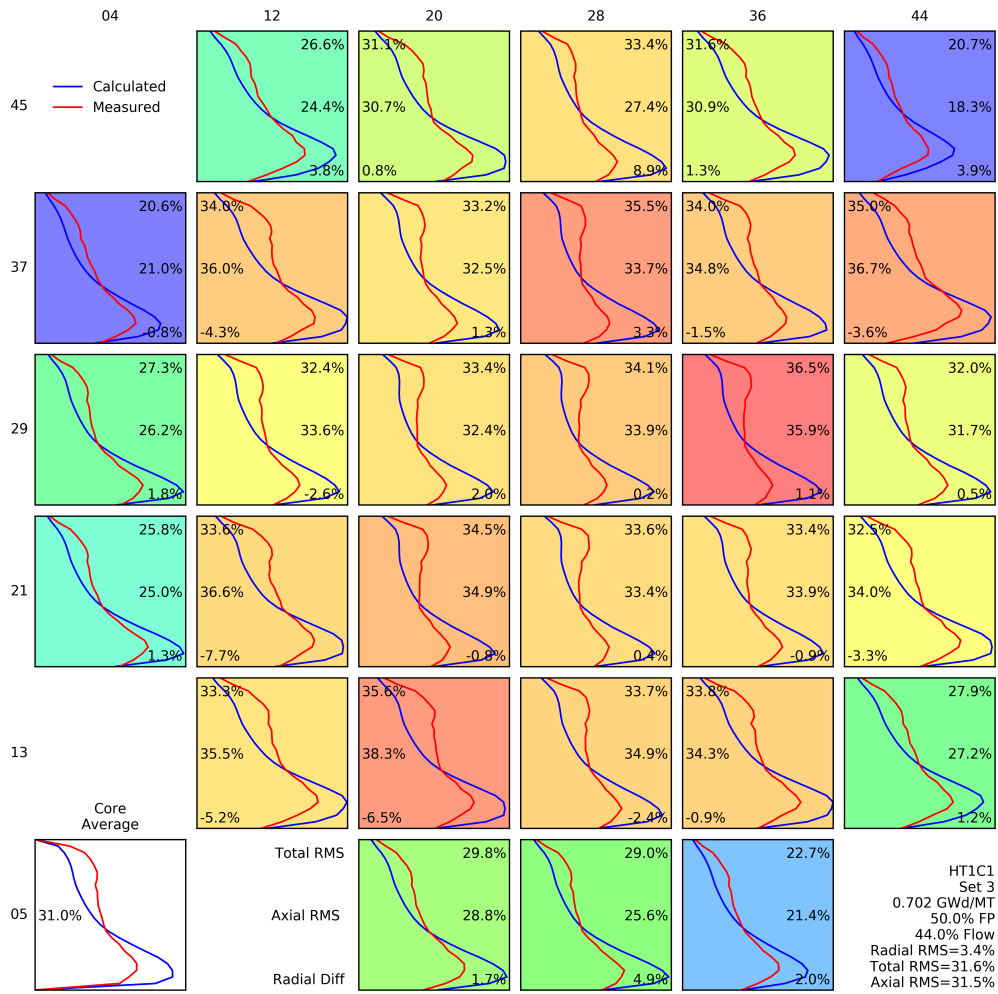 04 12 20 28 36 44
45
Calculated
Measured
26.6% 31.1% 33.4% 31.6% 20.7%
24.4% 30.7% 27.4% 30.9% 18.3%
3.8% 0.8% 8.9% 1.3% 3.9%
37
20.6% 34.0% 33.2% 35.5% 34.0% 35.0%
21.0% 36.0% 32.5% 33.7% 34.8% 36.7%
-0.8% -4.3% 1.3% 3.3% -1.5% -3.6%
29
27.3% 32.4% 33.4% 34.1% 36.5% 32.0%
26.2% 33.6% 32.4% 33.9% 35.9% 31.7%
1.8% -2.6% 2.0% 0.2% 1.1% 0.5%
21
25.8% 33.6% 34.5% 33.6% 33.4% 32.5%
25.0% 36.6% 34.9% 33.4% 33.9% 34.0%
1.3% -7.7% -0.8% 0.4% -0.9% -3.3%
13
33.3% 35.6% 33.7% 33.8% 27.9%
35.5% 38.3% 34.9% 34.3% 27.2%
-5.2% -6.5% -2.4% -0.9% 1.2%
Core
Average
05
31.0%
Total RMS 29.8% 29.0% 22.7%
Axial RMS 28.8% 25.6% 21.4%
Radial Diff 1.7% 4.9% 2.0%
HT1C1
Set 3
0.702 GWd/MT
50.0% FP
44.0% Flow
Radial RMS=3.4%
Total RMS=31.6%
Axial RMS=31.5%